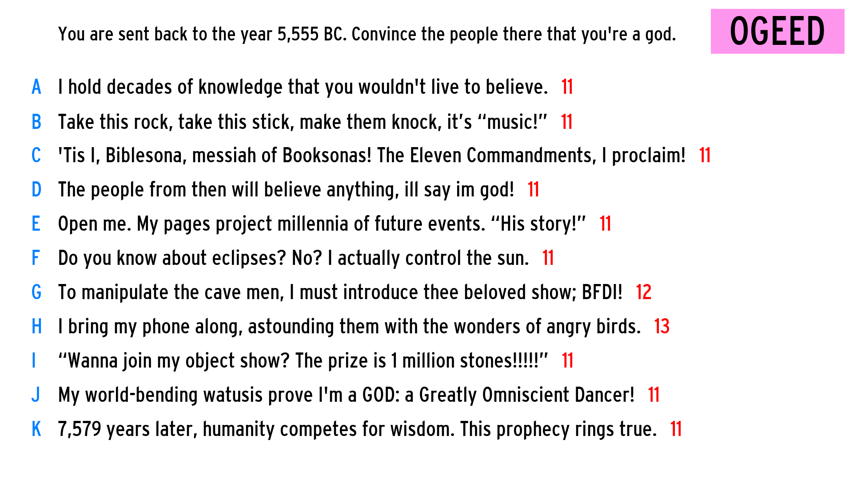 You are sent back to the year 5,555 BC. Convince the people there that you're a god.
OGEED
A I hold decades of knowledge that you wouldn't live to believe. 11
B Take this rock, take this stick, make them knock, it’s “music!” 11
C 'Tis I, Biblesona, messiah of Booksonas! The Eleven Commandments, I proclaim! 11
D The people from then will believe anything, ill say im god! 11
E Open me. My pages project millennia of future events. “His story!” 11
F Do you know about eclipses? No? I actually control the sun. 11
G To manipulate the cave men, I must introduce thee beloved show; BFDI! 12
H I bring my phone along, astounding them with the wonders of angry birds. 13
I “Wanna join my object show? The prize is 1 million stones!!!!!” 11
J My world-bending watusis prove I'm a GOD: a Greatly Omniscient Dancer! 11
K 7,579 years later, humanity competes for wisdom. This prophecy rings true. 11